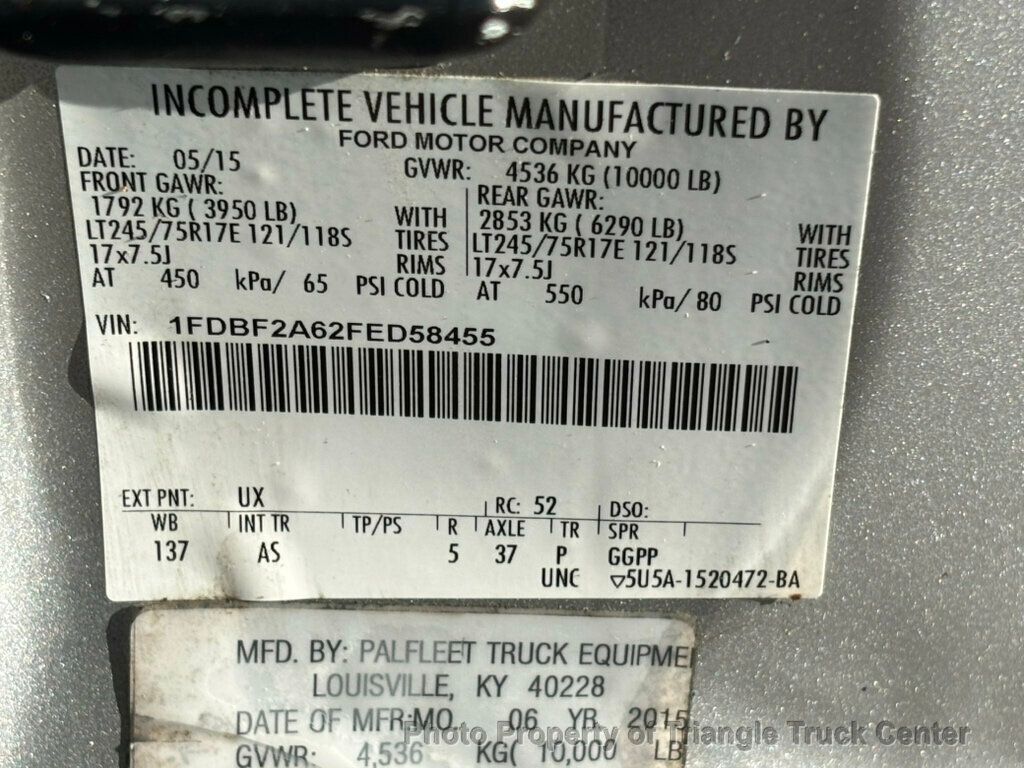 INCOMPLETE VEHICLE MANUFACTURED BY
FORD MOTOR COMPANY
DATE: 05/15 GVWR: 4536 KG (10000 LB)
FRONT GAWR: REAR GAWR:
1792 KG ( 3950 LB) WITH 2853 KG ( 6290 LB) WITH
LT245/75R17E 121/118S TIRES LT245/75R17E 121/118S TIRES
17x7.5J RIMS 17x7.5J RIMS
AT 450 kPa/ 65 PSI COLD AT 550 kPa/ 80 PSI COLD
VIN: 1FDBF2A62FED58455
EXT PNT: UX RC: 52 DSO:
WB INT TR TP/PS R AXLE TR SPR
137 AS 5 37 P GGPP
UNC ▽5U5A-1520472-BA
MFD. BY: PALFLEET TRUCK EQUIPME
LOUISVILLE, KY 40228
DATE OF MFR-MO. 06 YR 2015
Photo Property of Triangle Truck Center
GVWR: 4,536 KG( 10,000 LB